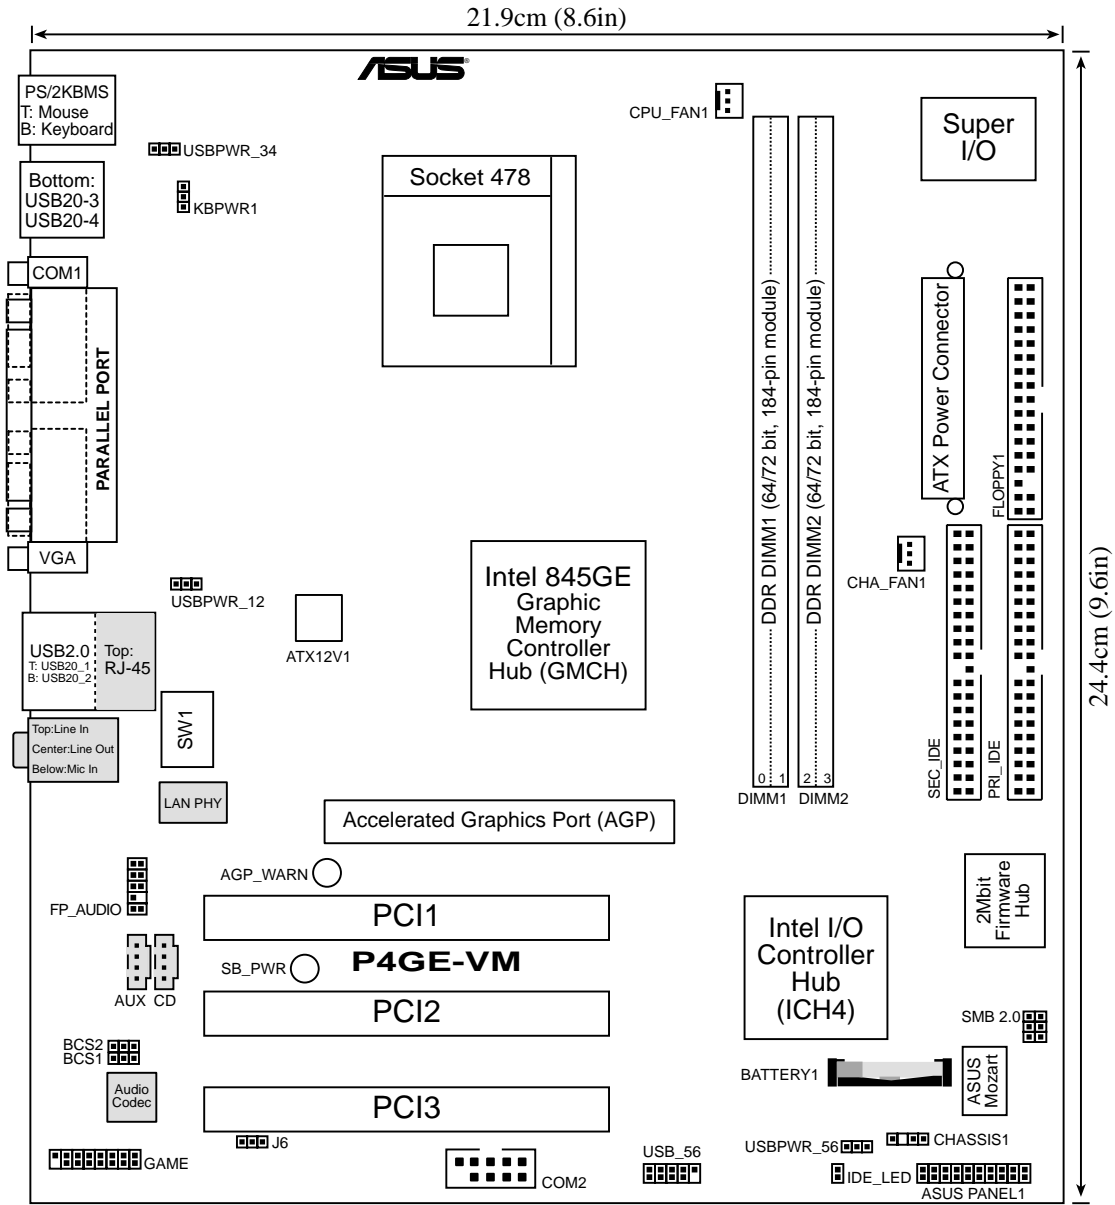 21.9cm (8.6in)
ASUS
PS/2KBMS
T: Mouse
B: Keyboard
CPU_FAN1
Super
I/O
USBPWR_34
Socket 478
Bottom:
USB20-3
USB20-4
KBPWR1
COM1
PARALLEL PORT
DDR DIMM1 (64/72 bit, 184-pin module)
DDR DIMM2 (64/72 bit, 184-pin module)
ATX Power Connector
FLOPPY1
24.4cm (9.6in)
VGA
USBPWR_12
ATX12V1
Intel 845GE
Graphic
Memory
Controller
Hub (GMCH)
CHA_FAN1
USB2.0
T: USB20_1
B: USB20_2
Top:
RJ-45
SW1
Top:Line In
Center:Line Out
Below:Mic In
SEC_IDE
PRI_IDE
0 1
2 3
DIMM1
DIMM2
LAN PHY
Accelerated Graphics Port (AGP)
AGP_WARN
FP_AUDIO
PCI1
2Mbit
Firmware
Hub
Intel I/O
Controller
Hub
(ICH4)
P4GE-VM
SB_PWR
AUX
CD
PCI2
SMB 2.0
BCS2
BCS1
BATTERY1
ASUS
Mozart
Audio
Codec
PCI3
J6
CHASSIS1
USBPWR_56
USB_56
GAME
COM2
IDE_LED
ASUS PANEL1